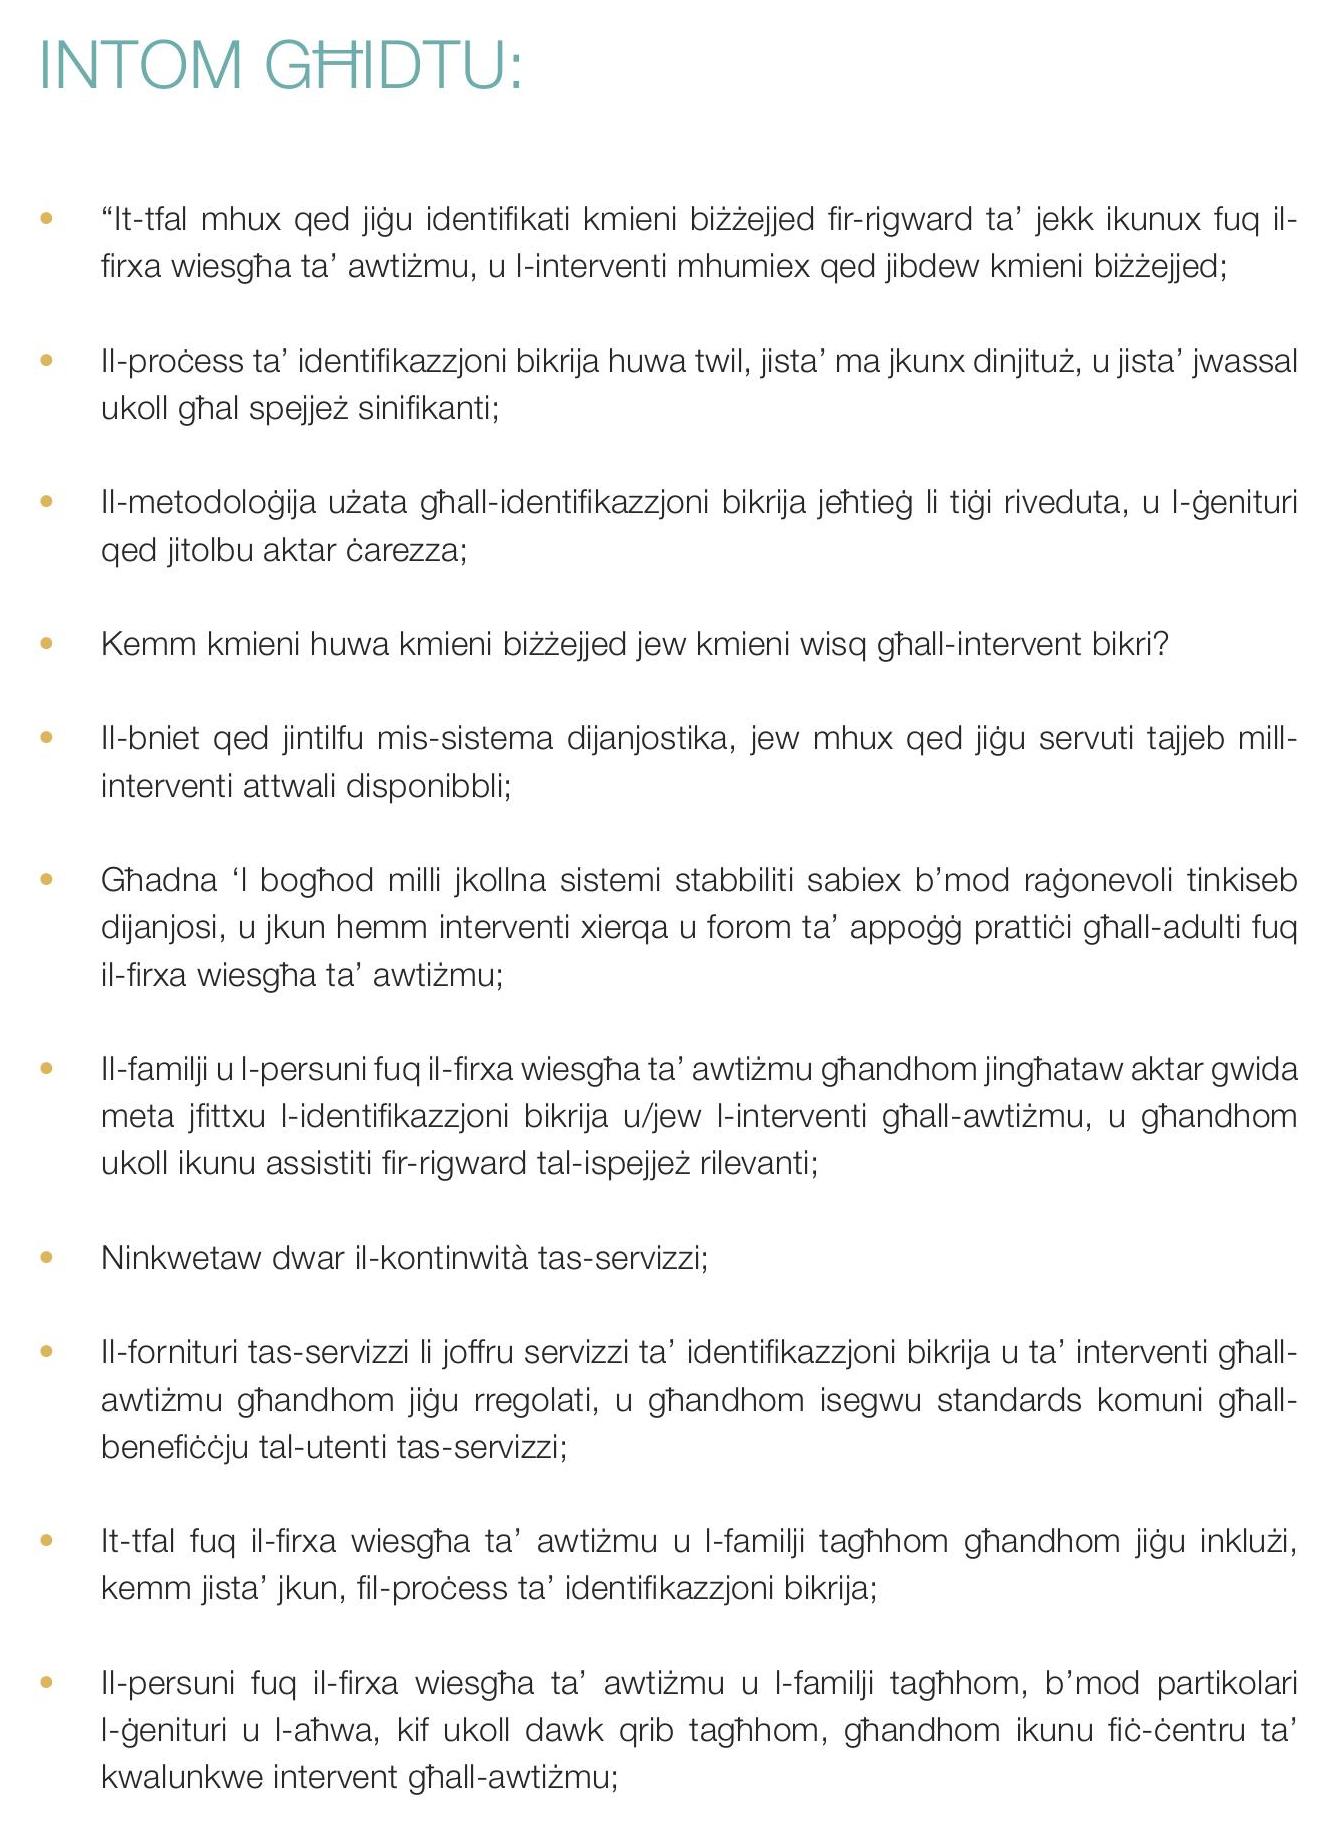 INTOM GĦIDTU:
• “It-tfal mhux qed jiġu identifikati kmieni biżżejjed fir-rigward ta’ jekk ikunux fuq il-
firxa wiesgħa ta’ awtiżmu, u l-interventi mhumiex qed jibdew kmieni biżżejjed;
• Il-proċess ta’ identifikazzjoni bikrija huwa twil, jista’ ma jkunx dinjituż, u jista’ jwassal
ukoll għal spejjeż sinifikanti;
• Il-metodoloġija użata għall-identifikazzjoni bikrija jeħtieġ li tiġi riveduta, u l-ġenituri
qed jitolbu aktar ċarezza;
• Kemm kmieni huwa kmieni biżżejjed jew kmieni wisq għall-intervent bikri?
• Il-bniet qed jintilfu mis-sistema dijanjostika, jew mhux qed jiġu servuti tajjeb mill-
interventi attwali disponibbli;
• Għadna ‘l bogħod milli jkollna sistemi stabbiliti sabiex b’mod raġonevoli tinkiseb
dijanjosi, u jkun hemm interventi xierqa u forom ta’ appoġġ prattiċi għall-adulti fuq
il-firxa wiesgħa ta’ awtiżmu;
• Il-familji u l-persuni fuq il-firxa wiesgħa ta’ awtiżmu għandhom jingħataw aktar gwida
meta jfittxu l-identifikazzjoni bikrija u/jew l-interventi għall-awtiżmu, u għandhom
ukoll ikunu assistiti fir-rigward tal-ispejjeż rilevanti;
• Ninkwetaw dwar il-kontinwità tas-servizzi;
• Il-fornituri tas-servizzi li joffru servizzi ta’ identifikazzjoni bikrija u ta’ interventi għall-
awtiżmu għandhom jiġu rregolati, u għandhom isegwu standards komuni għall-
benefiċċju tal-utenti tas-servizzi;
• It-tfal fuq il-firxa wiesgħa ta’ awtiżmu u l-familji tagħhom għandhom jiġu inklużi,
kemm jista’ jkun, fil-proċess ta’ identifikazzjoni bikrija;
• Il-persuni fuq il-firxa wiesgħa ta’ awtiżmu u l-familji tagħhom, b’mod partikolari
l-ġenituri u l-aħwa, kif ukoll dawk qrib tagħhom, għandhom ikunu fiċ-ċentru ta’
kwalunkwe intervent għall-awtiżmu;